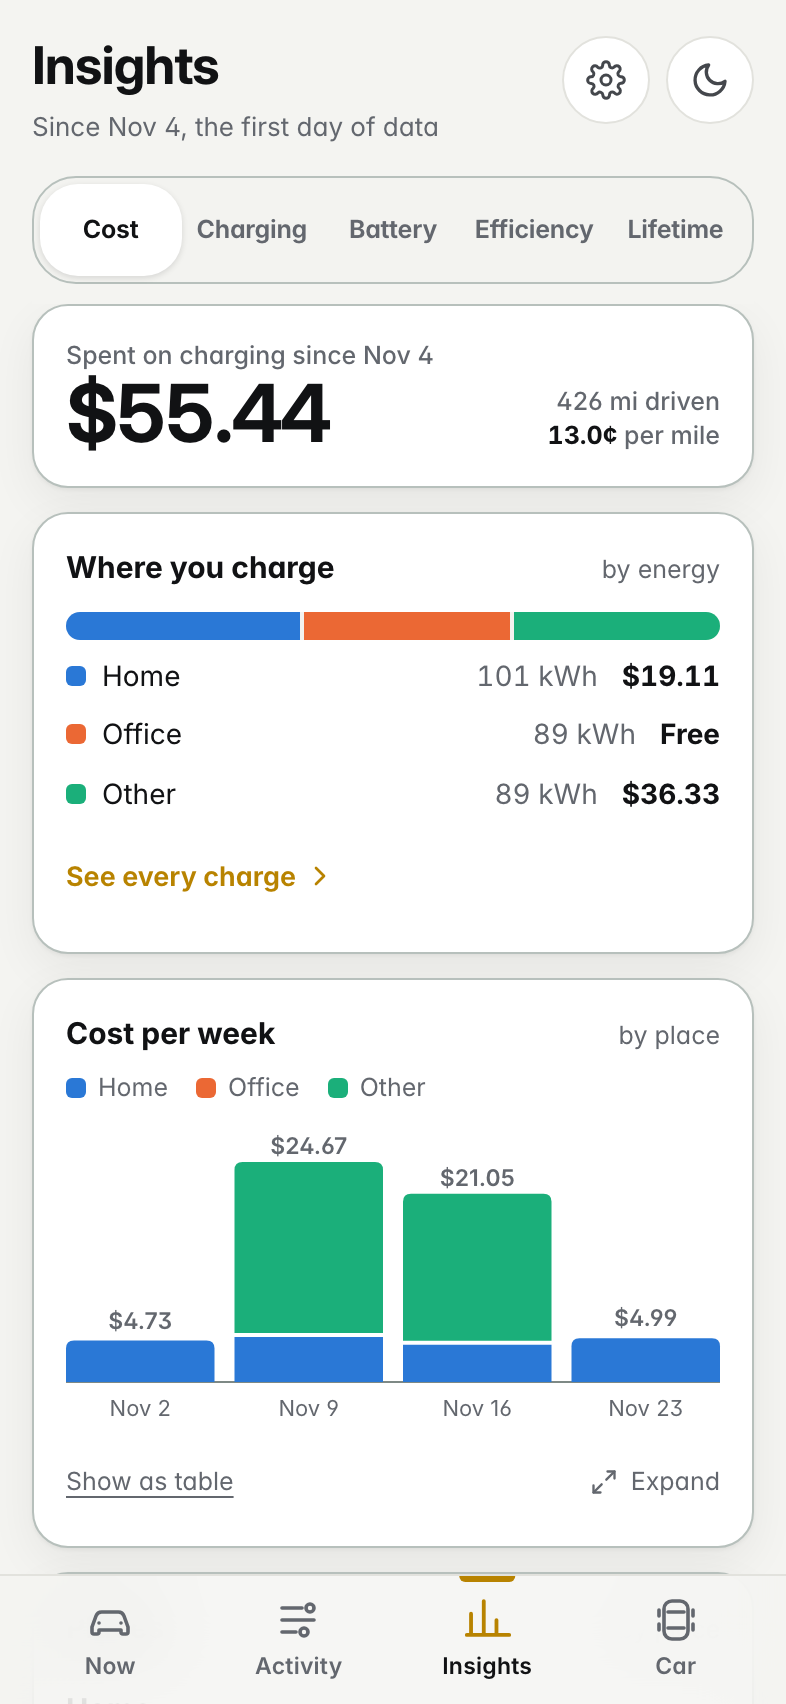 Insights
Since Nov 4, the first day of data
Cost Charging Battery Efficiency Lifetime
Spent on charging since Nov 4
$55.44
426 mi driven
13.0¢ per mile
Where you charge by energy
Home 101 kWh $19.11
Office 89 kWh Free
Other 89 kWh $36.33
See every charge
Cost per week by place
Home Office Other
$24.67
$21.05
$4.73
$4.99
Nov 2 Nov 9 Nov 16 Nov 23
Show as table Expand
Now Activity Insights Car